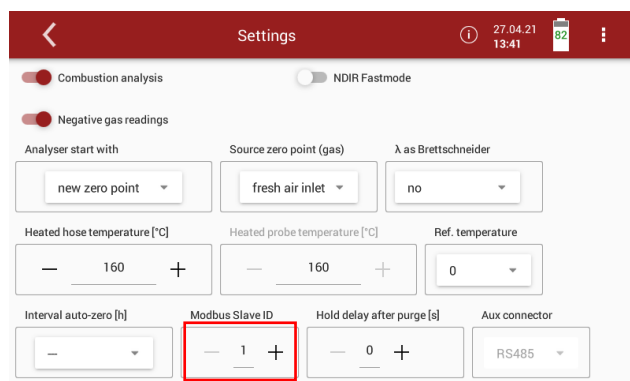 Settings
27.04.21
13:41
82
Combustion analysis
NDIR Fastmode
Negative gas readings
Analyser start with
Source zero point (gas)
λ as Brettschneider
new zero point
fresh air inlet
no
Heated hose temperature [°C]
Heated probe temperature [°C]
Ref. temperature
— 160 +
— 160 +
0
Interval auto-zero [h]
Modbus Slave ID
Hold delay after purge [s]
Aux connector
—
— 1 +
— 0 +
RS485